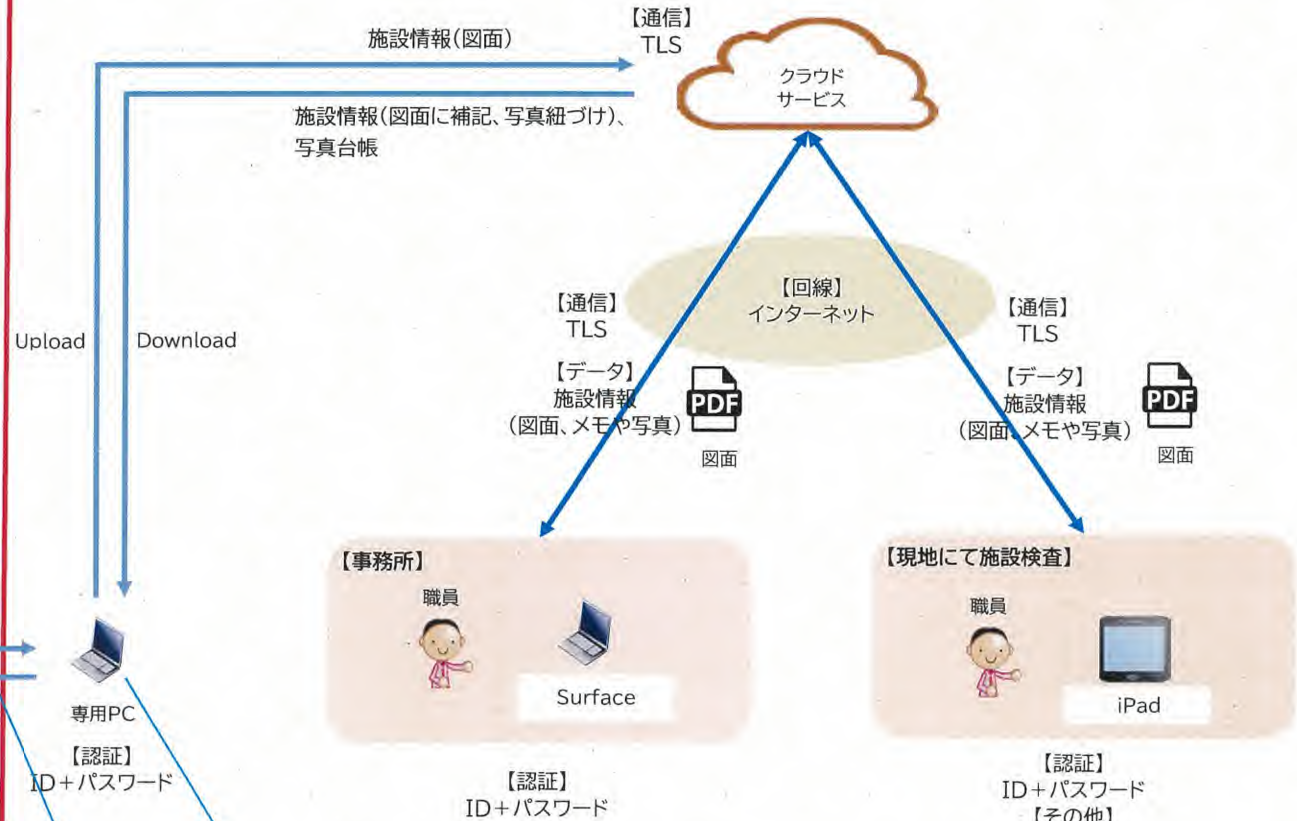 【通信】
TLS
施設情報(図面)
クラウド
サービス
施設情報(図面に補記、写真紐づけ)、
写真台帳
【回線】
インターネット
【通信】
TLS
【通信】
TLS
Upload
Download
【データ】
施設情報
(図面、メモや写真)
PDF
図面
【データ】
施設情報
(図面、メモや写真)
PDF
図面
【事務所】
職員
Surface
【現地にて施設検査】
職員
iPad
専用PC
【認証】
ID+パスワード
【認証】
ID+パスワード
【認証】
ID+パスワード
【その他】